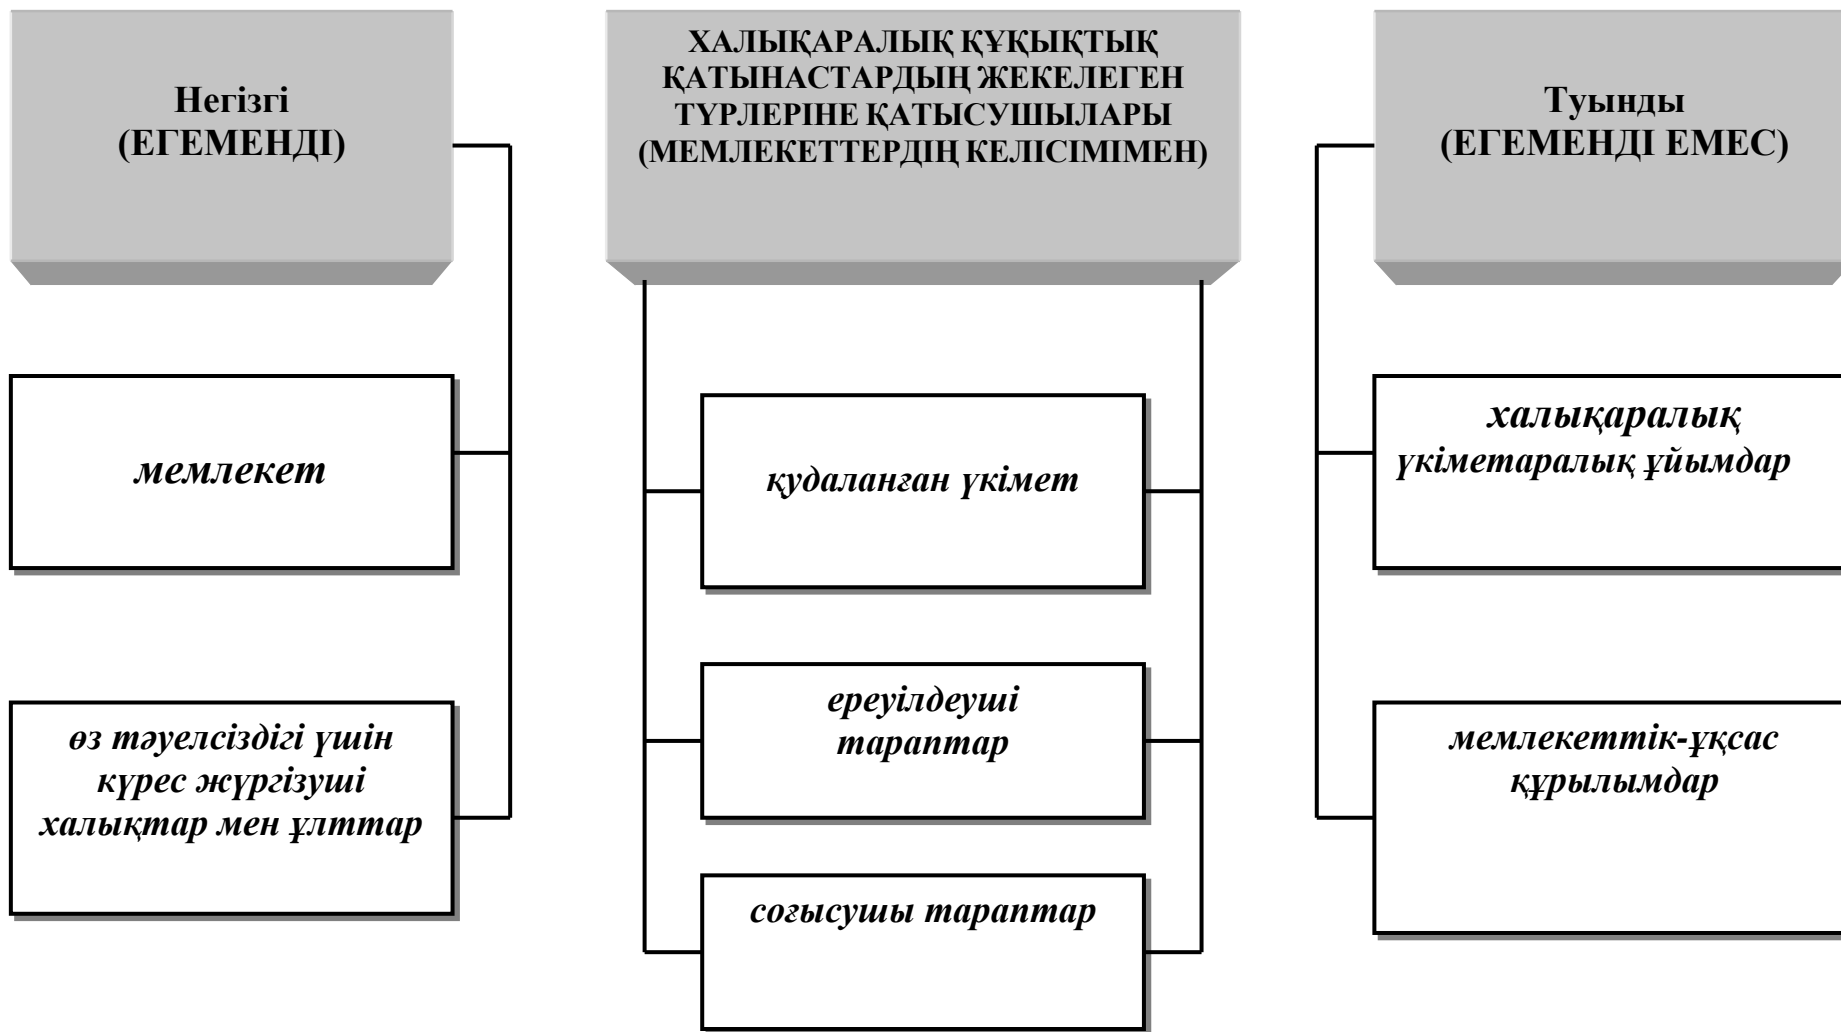 Негізгі
(ЕГЕМЕНДІ)
мемлекет
өз тәуелсіздігі үшін
күрес жүргізуші
халықтар мен ұлттар
ХАЛЫҚАРАЛЫҚ ҚҰҚЫҚТЫҚ
ҚАТЫНАСТАРДЫҢ ЖЕКЕЛЕГЕН
ТҮРЛЕРІНЕ ҚАТЫСУШЫЛАРЫ
(МЕМЛЕКЕТТЕРДІҢ КЕЛІСІМІМЕН)
қудаланған үкімет
ереуілдеуші
тараптар
соғысушы тараптар
Туынды
(ЕГЕМЕНДІ ЕМЕС)
халықаралық
үкіметаралық ұйымдар
мемлекеттік-ұқсас
құрылымдар